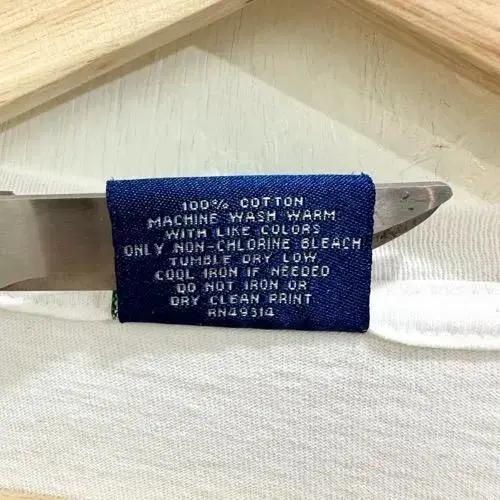 100% COTTON
MACHINE WASH WARM
WITH LIKE COLORS
ONLY NON-CHLORINE BLEACH
TUMBLE DRY LOW
COOL IRON IF NEEDED
DO NOT IRON OR
DRY CLEAN PRINT
RN49314